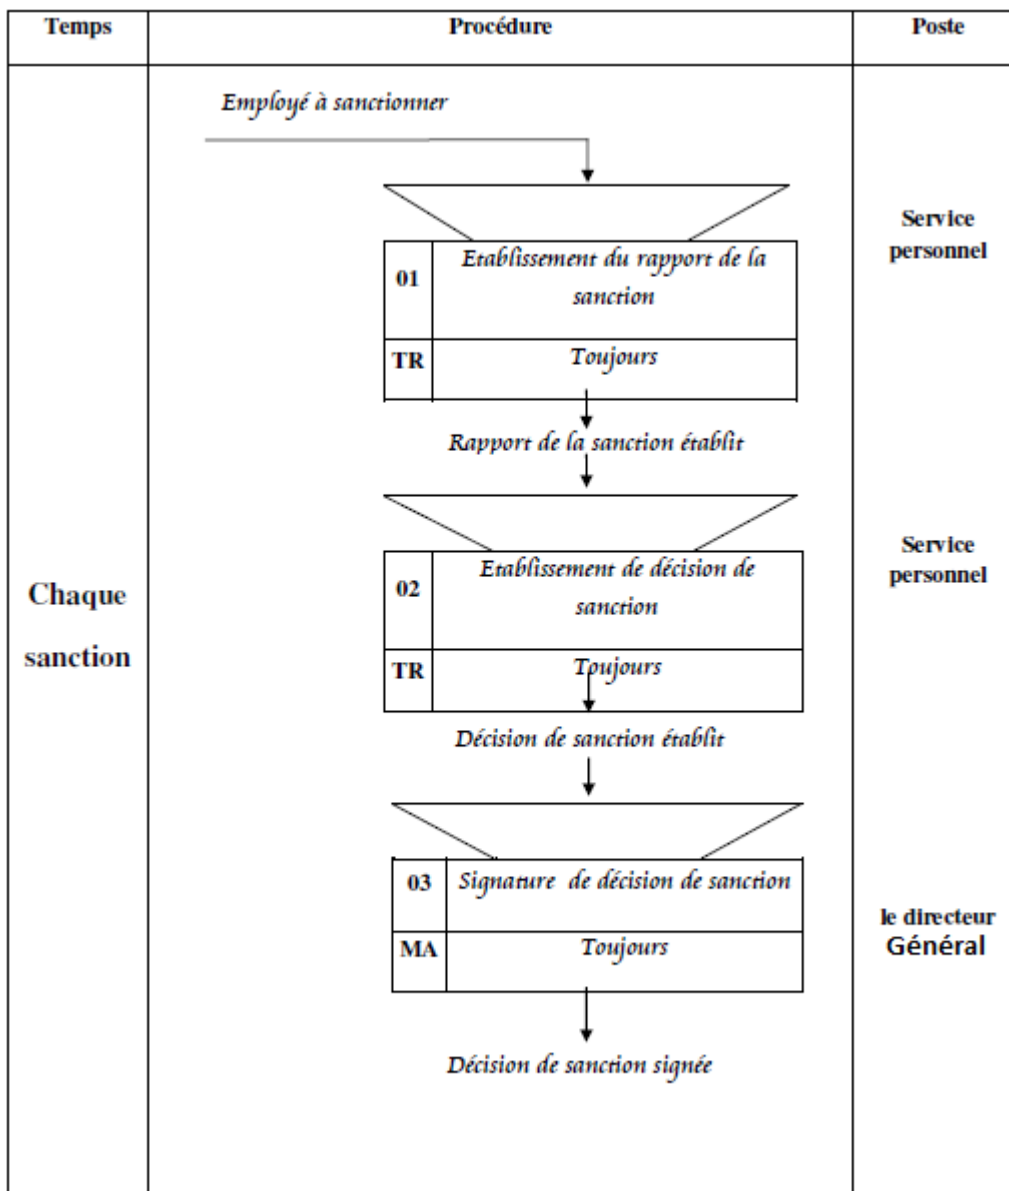 Temps
Procédure
Poste
Employé à sanctionner
Service
personnel
01
Etablissement du rapport de la
sanction
TR
Toujours
Rapport de la sanction établit
Chaque
sanction
Service
personnel
02
Etablissement de décision de
sanction
TR
Toujours
Décision de sanction établit
03
Signature de décision de sanction
MA
Toujours
le directeur
Général
Décision de sanction signée